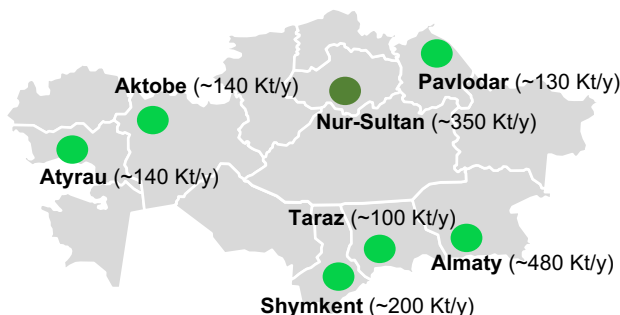 Aktobe (~140 Kt/y)
Pavlodar (~130 Kt/y)
Nur-Sultan (~350 Kt/y)
Atyrau (~140 Kt/y)
Taraz (~100 Kt/y)
Almaty (~480 Kt/y)
Shymkent (~200 Kt/y)